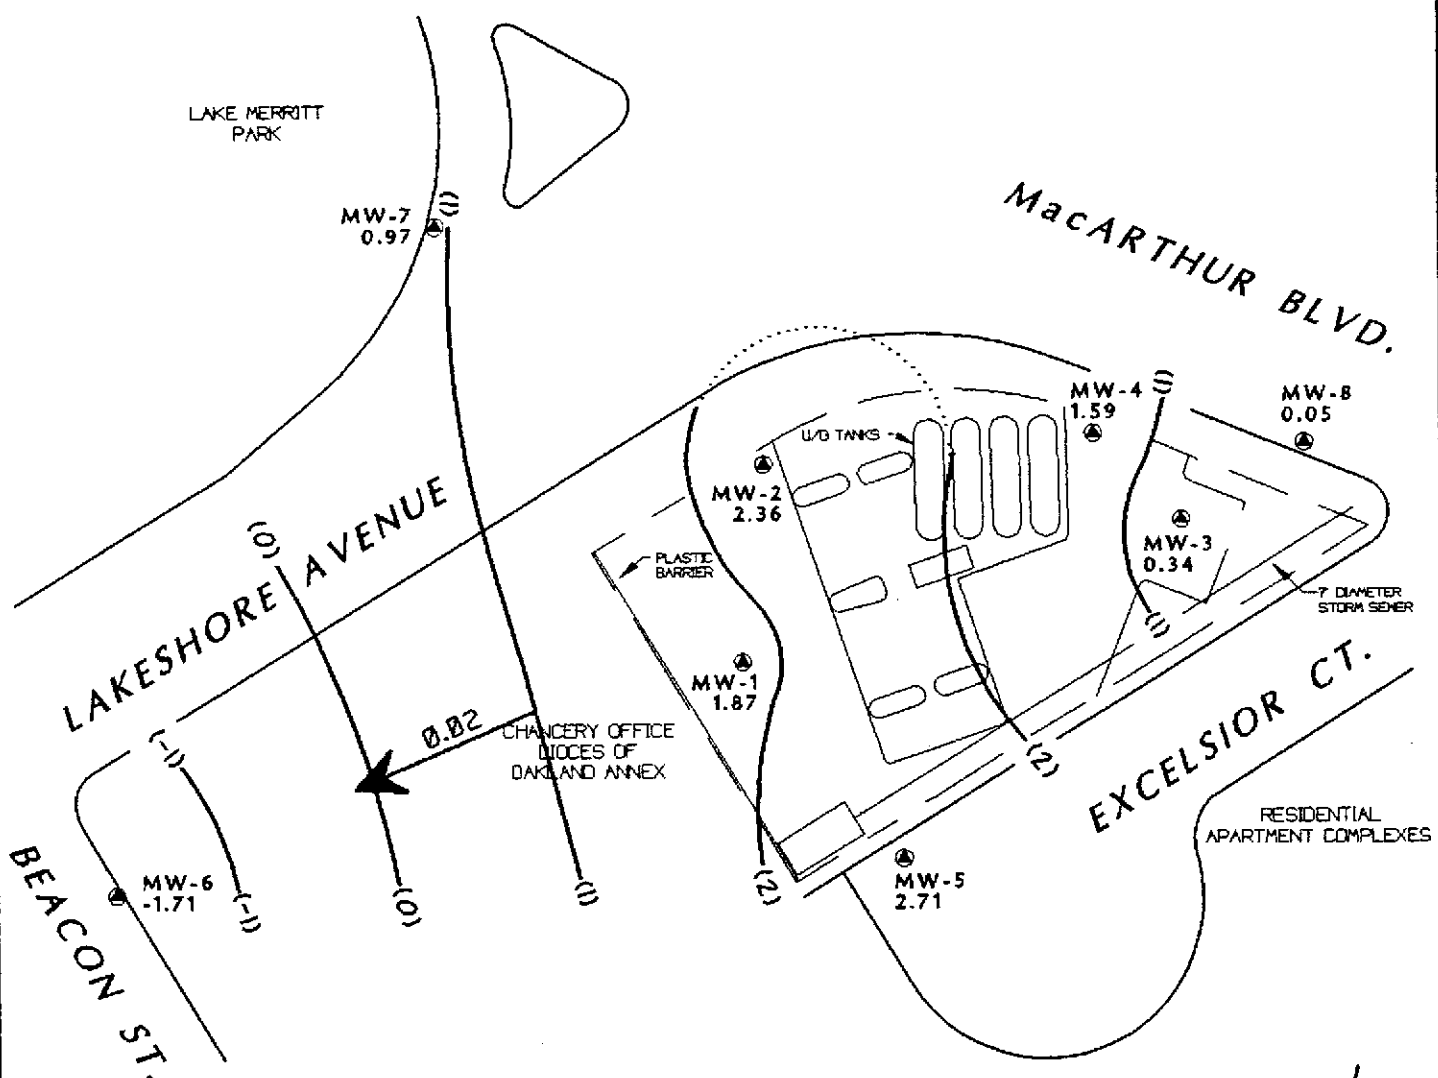 LAKE MERRITT
PARK
(1)
MW-7
0.97
MacARTHUR BLVD.
(1)
MW-4
1.59
MW-8
0.05
U/G TANKS
MW-2
2.36
LAKESHORE AVENUE
(0)
PLASTIC
BARRIER
MW-3
0.34
7' DIAMETER
STORM SEWER
(1)
MW-1
1.87
EXCELSIOR CT.
0.02
CHANCERY OFFICE
DIOCES OF
OAKLAND ANNEX
(-1)
(2)
RESIDENTIAL
APARTMENT COMPLEXES
BEACON ST.
MW-6
-1.71
(-1)
(0)
(1)
(2)
MW-5
2.71